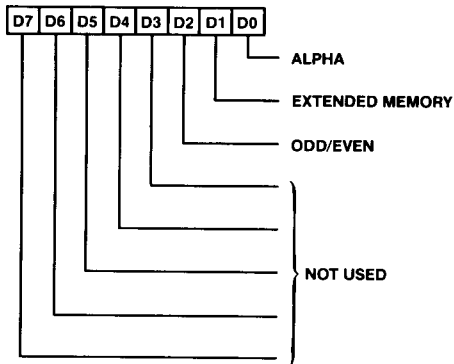 D7 D6 D5 D4 D3 D2 D1 D0
ALPHA
EXTENDED MEMORY
ODD/EVEN
NOT USED